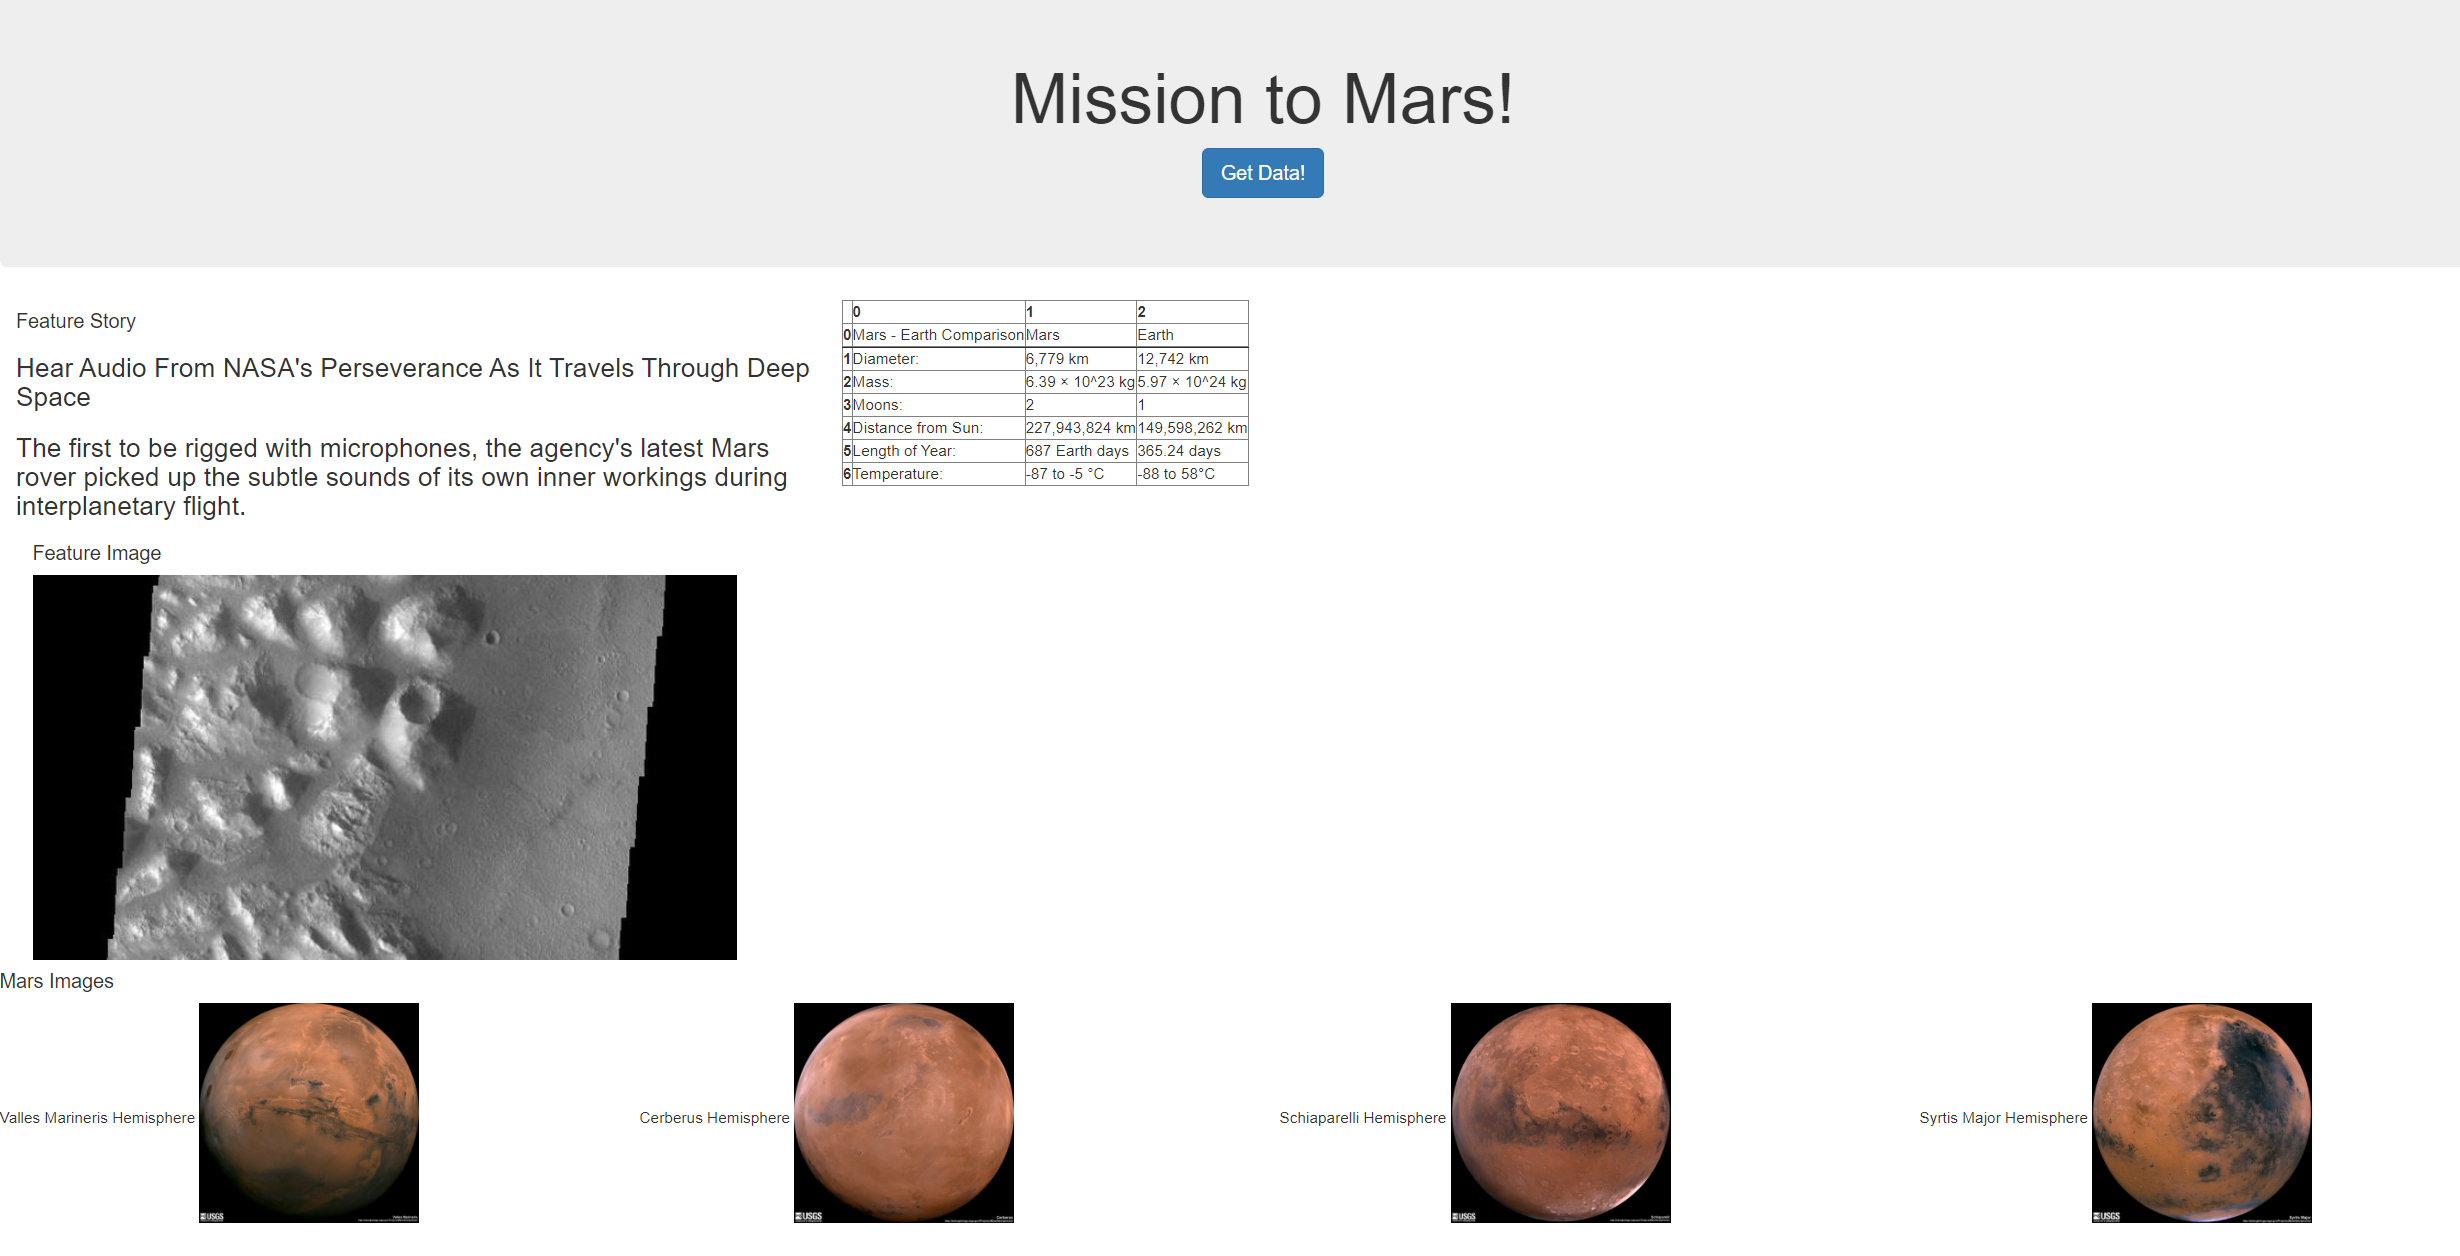 Mission to Mars!
Get Data!
Feature Story
Hear Audio From NASA's Perseverance As It Travels Through Deep
Space
The first to be rigged with microphones, the agency's latest Mars
rover picked up the subtle sounds of its own inner workings during
interplanetary flight.
0 1 2
0 Mars - Earth Comparison Mars Earth
1 Diameter: 6,779 km 12,742 km
2 Mass: 6.39 × 10^23 kg 5.97 × 10^24 kg
3 Moons: 2 1
4 Distance from Sun: 227,943,824 km 149,598,262 km
5 Length of Year: 687 Earth days 365.24 days
6 Temperature: -87 to -5 °C -88 to 58°C
Feature Image
Mars Images
Valles Marineris Hemisphere
USGS
Cerberus Hemisphere
USGS
Schiaparelli Hemisphere
USGS
Syrtis Major Hemisphere
USGS